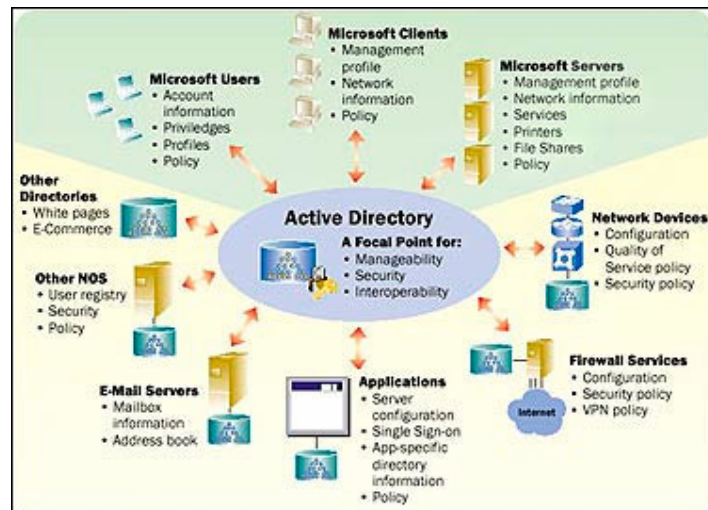 Microsoft Clients
• Management
profile
• Network
information
• Policy
Microsoft Users
• Account
information
• Priviledges
• Profiles
• Policy
Microsoft Servers
• Management profile
• Network information
• Services
• Printers
• File Shares
• Policy
Other
Directories
• White pages
• E-Commerce
Active Directory
A Focal Point for:
• Manageability
• Security
• Interoperability
Network Devices
• Configuration
• Quality of
Service policy
• Security policy
Other NOS
• User registry
• Security
• Policy
E-Mail Servers
• Mailbox
information
• Address book
Applications
• Server
configuration
• Single Sign-on
• App-specific
directory
information
• Policy
Internet
Firewall Services
• Configuration
• Security policy
• VPN policy